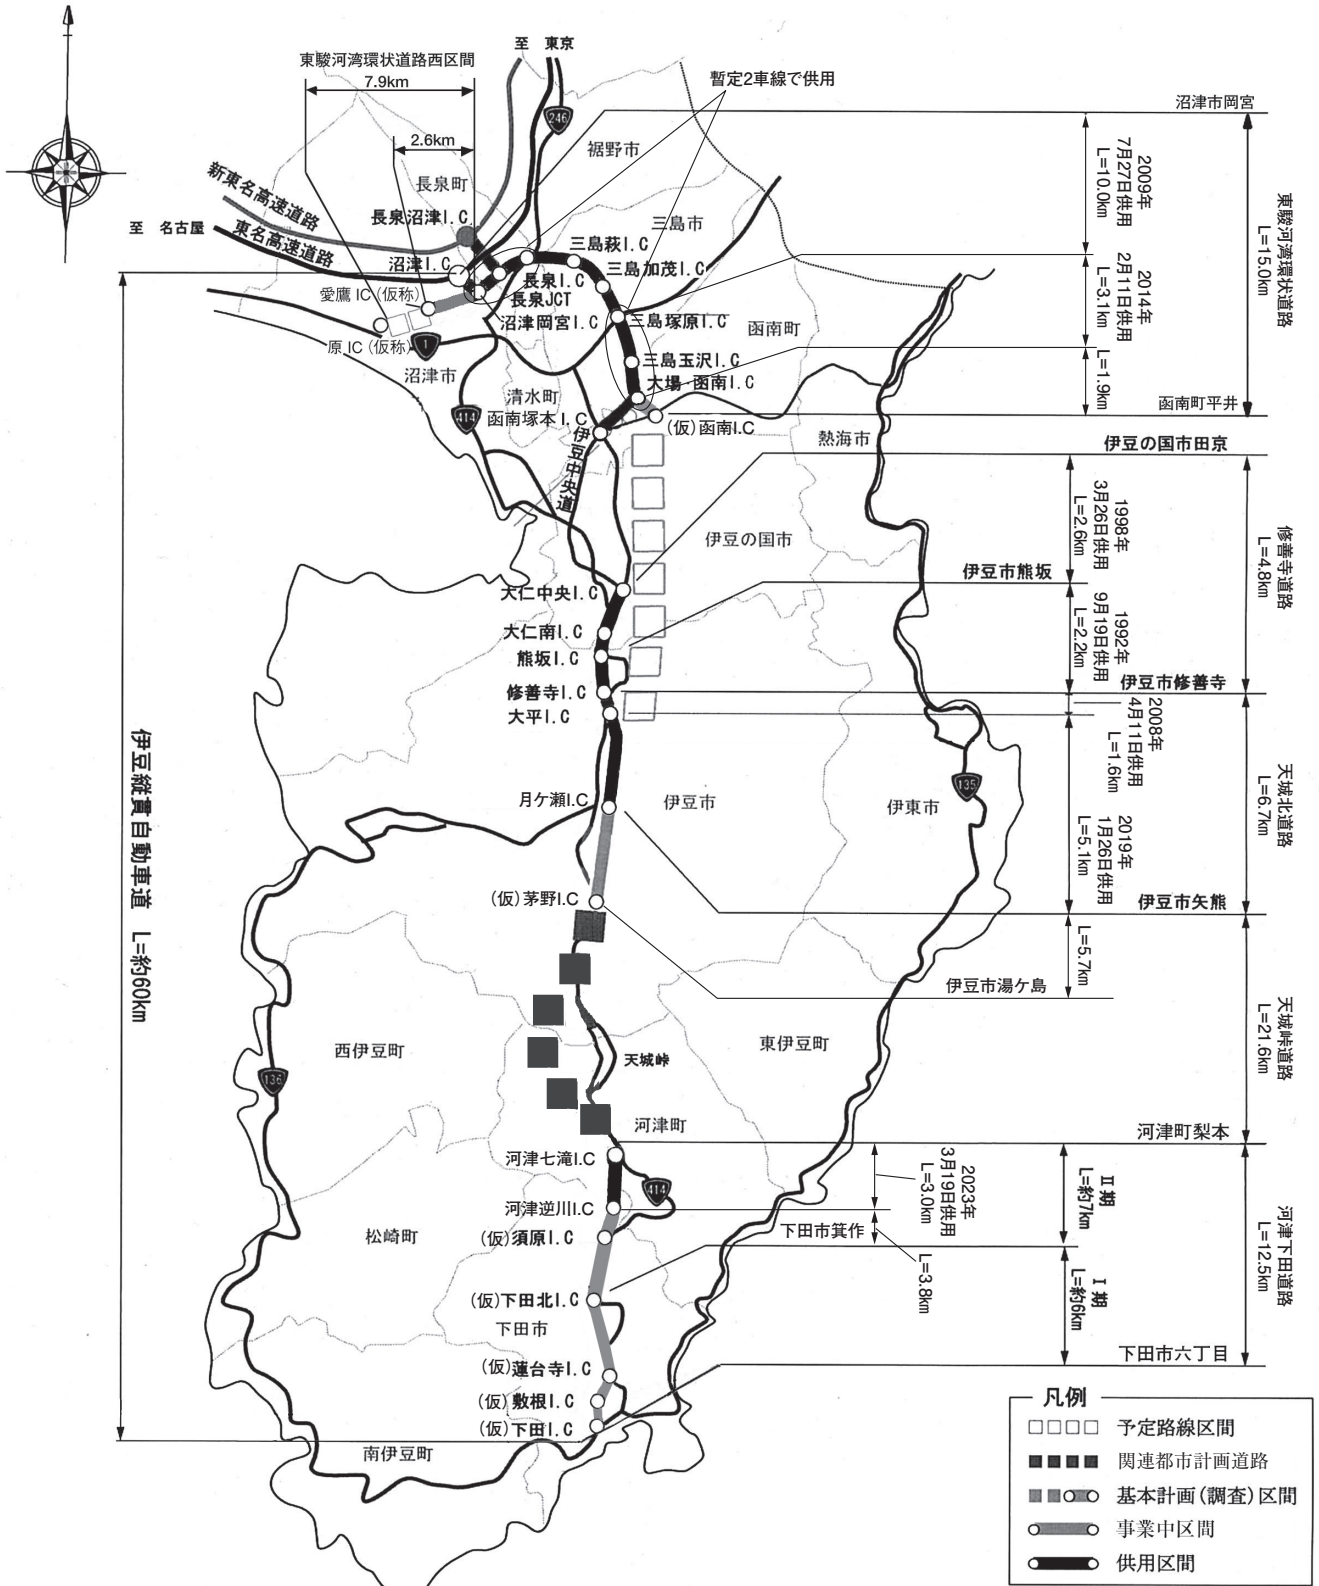 至 東京
東駿河湾環状道路西区間
7.9km
暫定2車線で供用
沼津市岡宮
246
2.6km
裾野市
2009年
7月27日供用
L=10.0km
新東名高速道路
長泉町
東駿河湾環状道路
L=15.0km
至 名古屋
東名高速道路
長泉沼津I.C
三島市
三島萩I.C
沼津I.C
三島加茂I.C
長泉I.C
愛鷹IC(仮称)
長泉JCT
2014年
2月11日供用
L=3.1km
沼津岡宮I.C
三島塚原I.C
函南町
原IC(仮称)
1
三島玉沢I.C
沼津市
大場・函南I.C
L=1.9km
清水町
414
函南塚本I.C
函南町平井
(仮)函南I.C
熱海市
伊豆の国市田京
伊豆中央道
1998年
3月26日供用
L=2.6km
修善寺道路
L=4.8km
伊豆の国市
伊豆市熊坂
大仁中央I.C
大仁南I.C
1992年
9月19日供用
L=2.2km
熊坂I.C
修善寺I.C
伊豆市修善寺
大平I.C
2008年
4月11日供用
L=1.6km
伊豆縦貫自動車道 L=約60km
135
天城北道路
L=6.7km
月ケ瀬I.C
伊豆市
伊東市
2019年
1月26日供用
L=5.1km
(仮)茅野I.C
伊豆市矢熊
L=5.7km
伊豆市湯ケ島
天城峠道路
L=21.6km
西伊豆町
東伊豆町
天城峠
136
河津町
河津町梨本
河津七滝I.C
2023年
3月19日供用
L=3.0km
Ⅱ期
L=約7km
414
河津逆川I.C
松崎町
(仮)須原I.C
下田市箕作
河津下田道路
L=12.5km
L=3.8km
(仮)下田北I.C
Ⅰ期
L=約6km
下田市
下田市六丁目
(仮)蓮台寺I.C
(仮)敷根I.C
(仮)下田I.C
南伊豆町
凡例
予定路線区間
関連都市計画道路
基本計画(調査)区間
事業中区間
供用区間